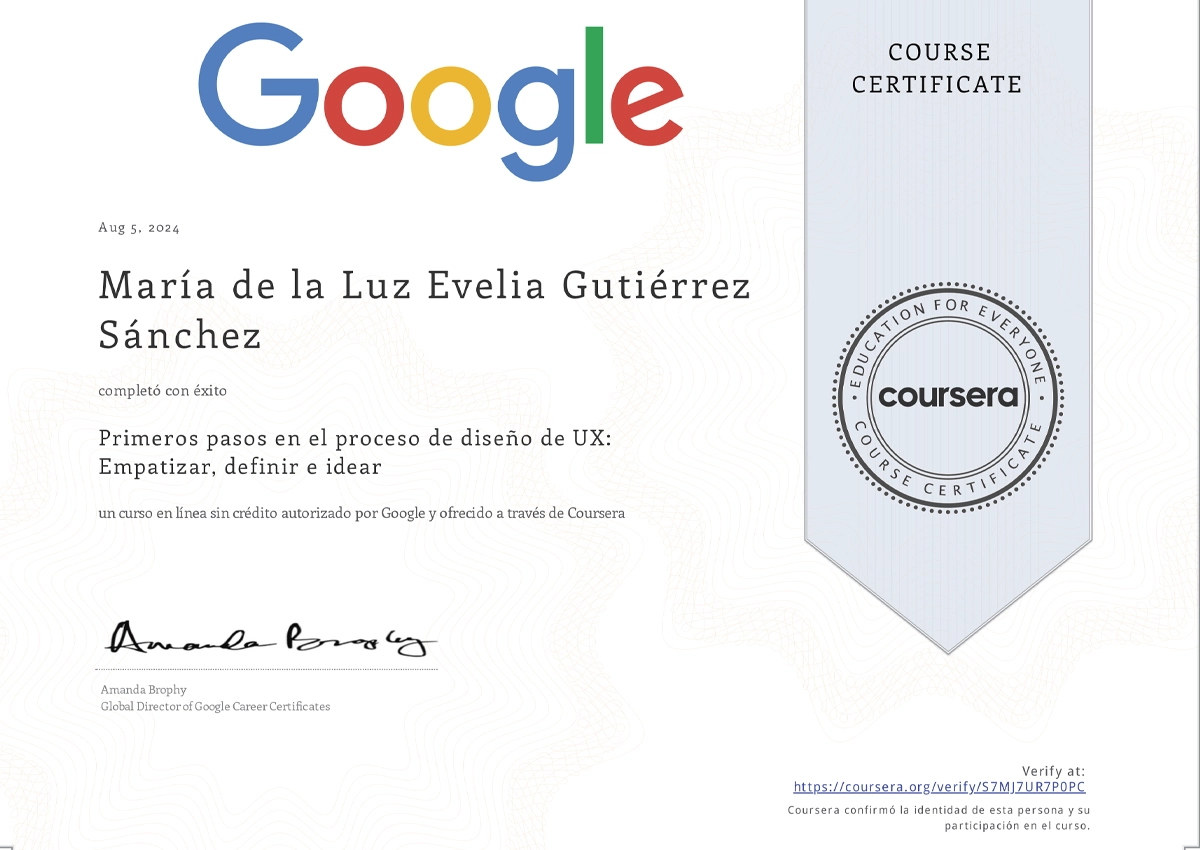 Google
COURSE
CERTIFICATE
Aug 5, 2024
María de la Luz Evelia Gutiérrez
Sánchez
completó con éxito
Primeros pasos en el proceso de diseño de UX:
Empatizar, definir e idear
un curso en línea sin crédito autorizado por Google y ofrecido a través de Coursera
EDUCATION FOR EVERYONE
coursera
COURSE CERTIFICATE
Amanda Brophy
Amanda Brophy
Global Director of Google Career Certificates
Verify at:
https://coursera.org/verify/S7MJ7UR7P0PC
Coursera confirmó la identidad de esta persona y su
participación en el curso.